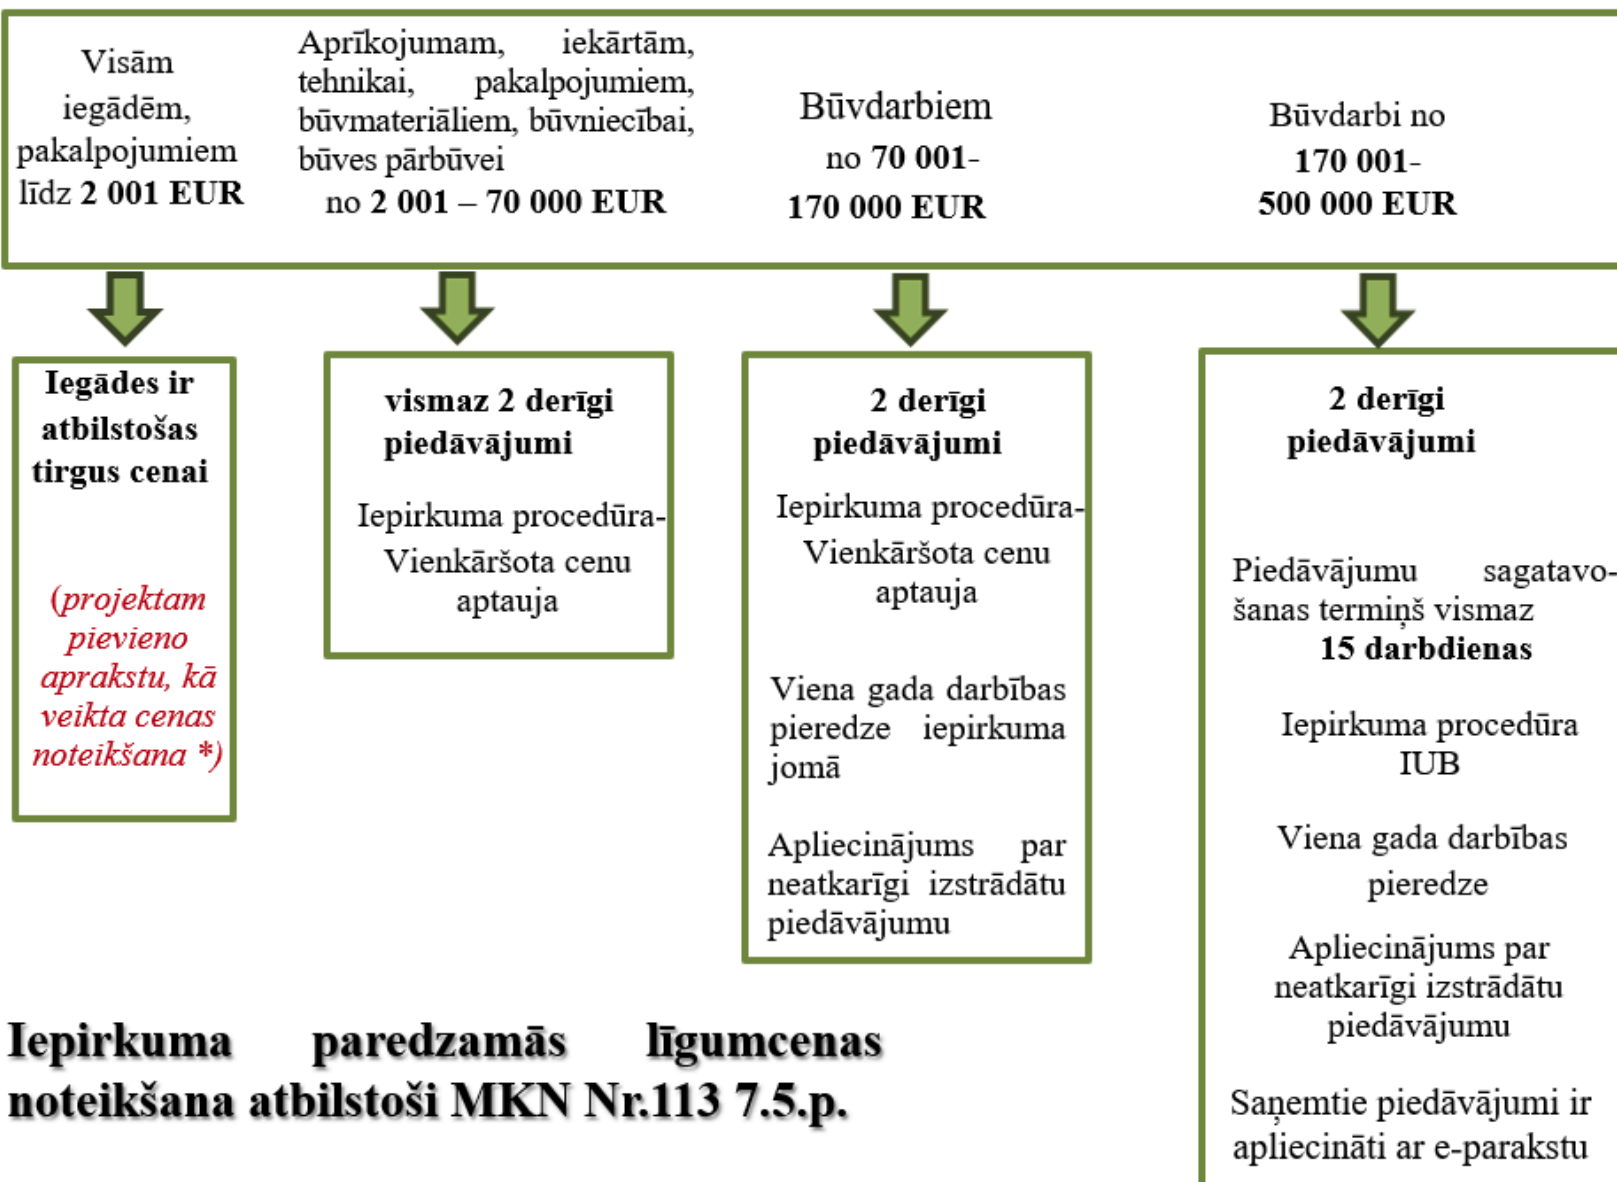 Visām
iegādēm,
pakalpojumiem
līdz 2 001 EUR
Aprīkojumam, iekārtām,
tehnikai, pakalpojumiem,
būvmateriāliem, būvniecībai,
būves pārbūvei
no 2 001 – 70 000 EUR
Būvdarbiem
no 70 001-
170 000 EUR
Būvdarbi no
170 001-
500 000 EUR
Iegādes ir
atbilstošas
tirgus cenai
(projektam
pievieno
aprakstu, kā
veikta cenas
noteikšana *)
vismaz 2 derīgi
piedāvājumi
Iepirkuma procedūra-
Vienkāršota cenu
aptauja
2 derīgi
piedāvājumi
Iepirkuma procedūra-
Vienkāršota cenu
aptauja
Viena gada darbības
pieredze iepirkuma
jomā
Apliecinājums par
neatkarīgi izstrādātu
piedāvājumu
2 derīgi
piedāvājumi
Piedāvājumu sagatavo-
šanas termiņš vismaz
15 darbdienas
Iepirkuma procedūra
IUB
Viena gada darbības
pieredze
Apliecinājums par
neatkarīgi izstrādātu
piedāvājumu
Saņemtie piedāvājumi ir
apliecināti ar e-parakstu
Iepirkuma paredzamās līgumcenas
noteikšana atbilstoši MKN Nr.113 7.5.p.